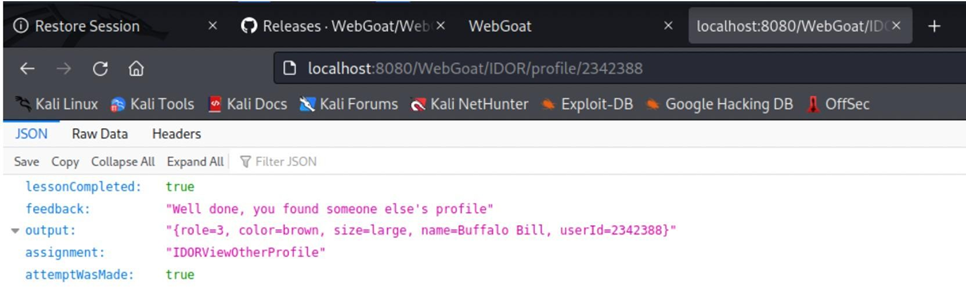 Restore Session × Releases · WebGoat/Web × WebGoat × localhost:8080/WebGoat/ID × +
localhost:8080/WebGoat/IDOR/profile/2342388
Kali Linux Kali Tools Kali Docs Kali Forums Kali NetHunter Exploit-DB Google Hacking DB OffSec
JSON Raw Data Headers
Save Copy Collapse All Expand All Filter JSON
lessonCompleted: true
feedback: "Well done, you found someone else's profile"
output: "{role=3, color=brown, size=large, name=Buffalo Bill, userId=2342388}"
assignment: "IDORViewOtherProfile"
attemptWasMade: true